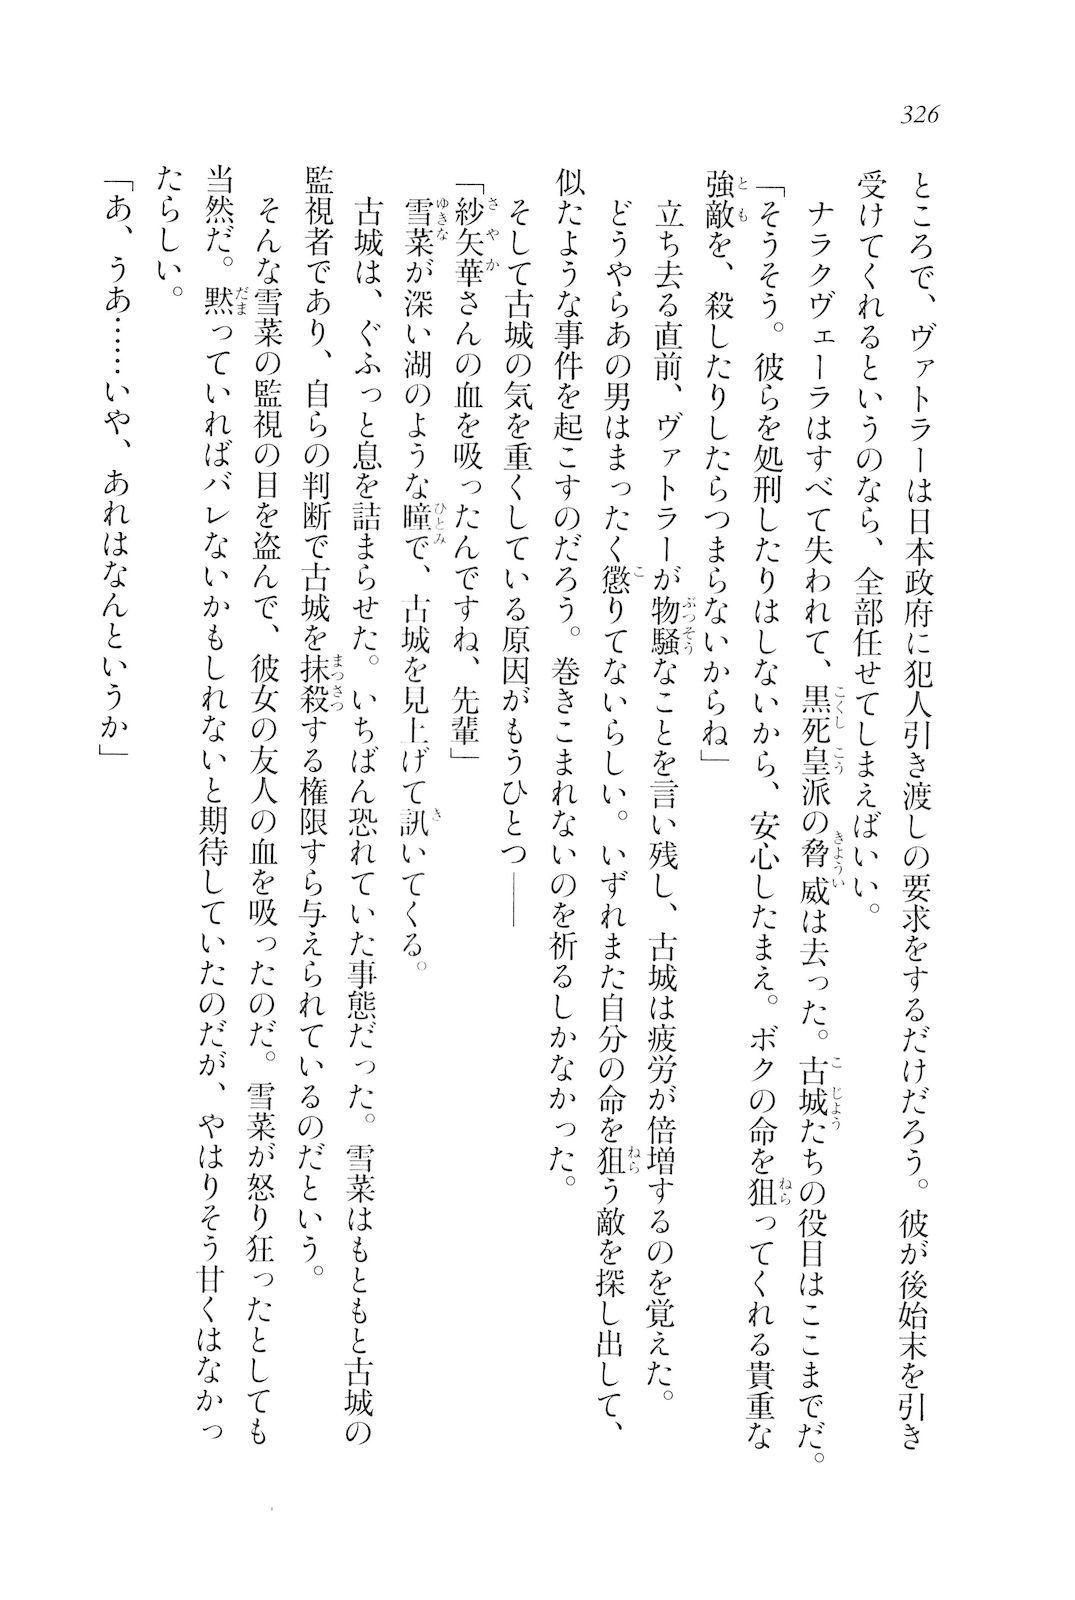 326
ところで、ヴァトラーは日本政府に犯人引き渡しの要求をするだけだろう。彼が後始末を引き
受けてくれるというのなら、全部任せてしまえばいい。
ナラクヴェーラはすべて失われて、黒死皇派の脅威は去った。古城たちの役目はここまでだ。
「そうそう。彼らを処刑したりはしないから、安心したまえ。ボクの命を狙ってくれる貴重な
強敵を、殺したりしたらつまらないからね」
立ち去る直前、ヴァトラーが物騒なことを言い残し、古城は疲労が倍増するのを覚えた。
どうやらあの男はまったく懲りてないらしい。いずれまた自分の命を狙う敵を探し出して、
似たような事件を起こすのだろう。巻きこまれないのを祈るしかなかった。
そして古城の気を重くしている原因がもうひとつ――
「紗矢華さんの血を吸ったんですね、先輩」
雪菜が深い湖のような瞳で、古城を見上げて訊いてくる。
古城は、ぐふっと息を詰まらせた。いちばん恐れていた事態だった。雪菜はもともと古城の
監視者であり、自らの判断で古城を抹殺する権限すら与えられているのだという。
そんな雪菜の監視の目を盗んで、彼女の友人の血を吸ったのだ。雪菜が怒り狂ったとしても
当然だ。黙っていればバレないかもしれないと期待していたのだが、やはりそう甘くはなかっ
たらしい。
「あ、うあ……いや、あれはなんというか」